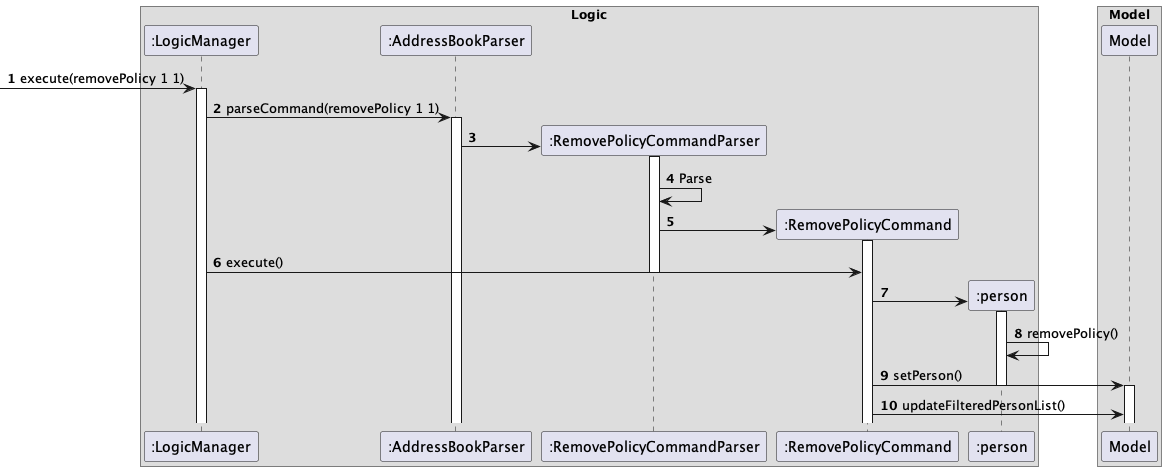 Logic
Model
:LogicManager
:AddressBookParser
Model
1 execute(removePolicy 1 1)
2 parseCommand(removePolicy 1 1)
3
:RemovePolicyCommandParser
4 Parse
5
:RemovePolicyCommand
6 execute()
7
:person
8 removePolicy()
9 setPerson()
10 updateFilteredPersonList()
:LogicManager
:AddressBookParser
:RemovePolicyCommandParser
:RemovePolicyCommand
:person
Model